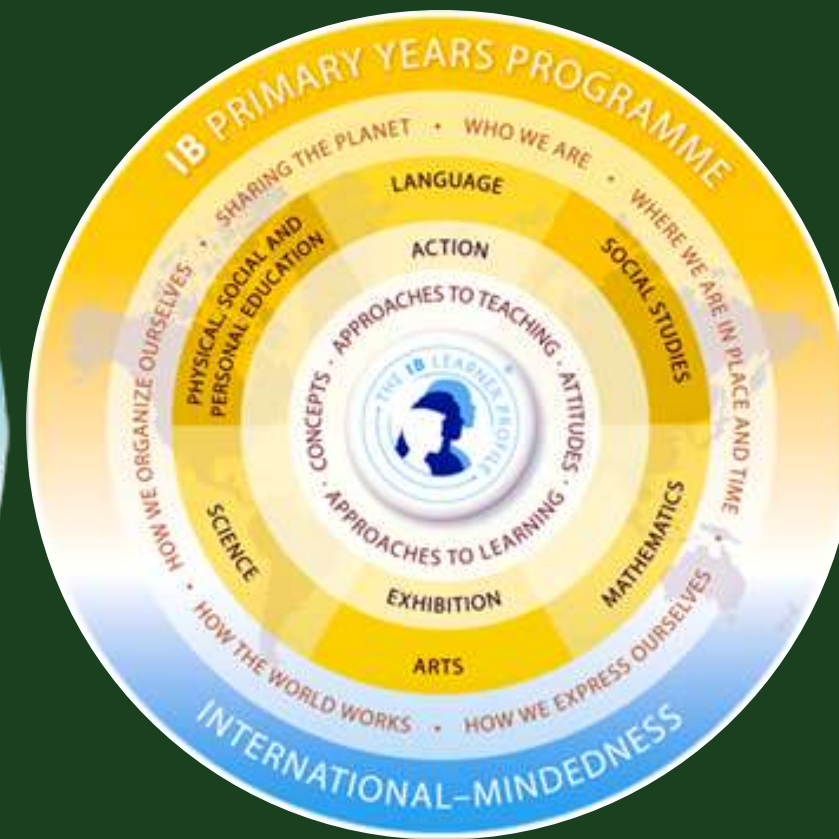 IB PRIMARY YEARS PROGRAMME
SHARING THE PLANET • WHO WE ARE • WHERE WE ARE IN PLACE AND TIME • HOW WE EXPRESS OURSELVES • HOW THE WORLD WORKS • HOW WE ORGANIZE OURSELVES •
LANGUAGE
SOCIAL STUDIES
MATHEMATICS
ARTS
SCIENCE
PHYSICAL, SOCIAL AND
PERSONAL EDUCATION
ACTION
EXHIBITION
APPROACHES TO TEACHING · ATTITUDES · APPROACHES TO LEARNING · CONCEPTS ·
THE IB LEARNER PROFILE
INTERNATIONAL–MINDEDNESS